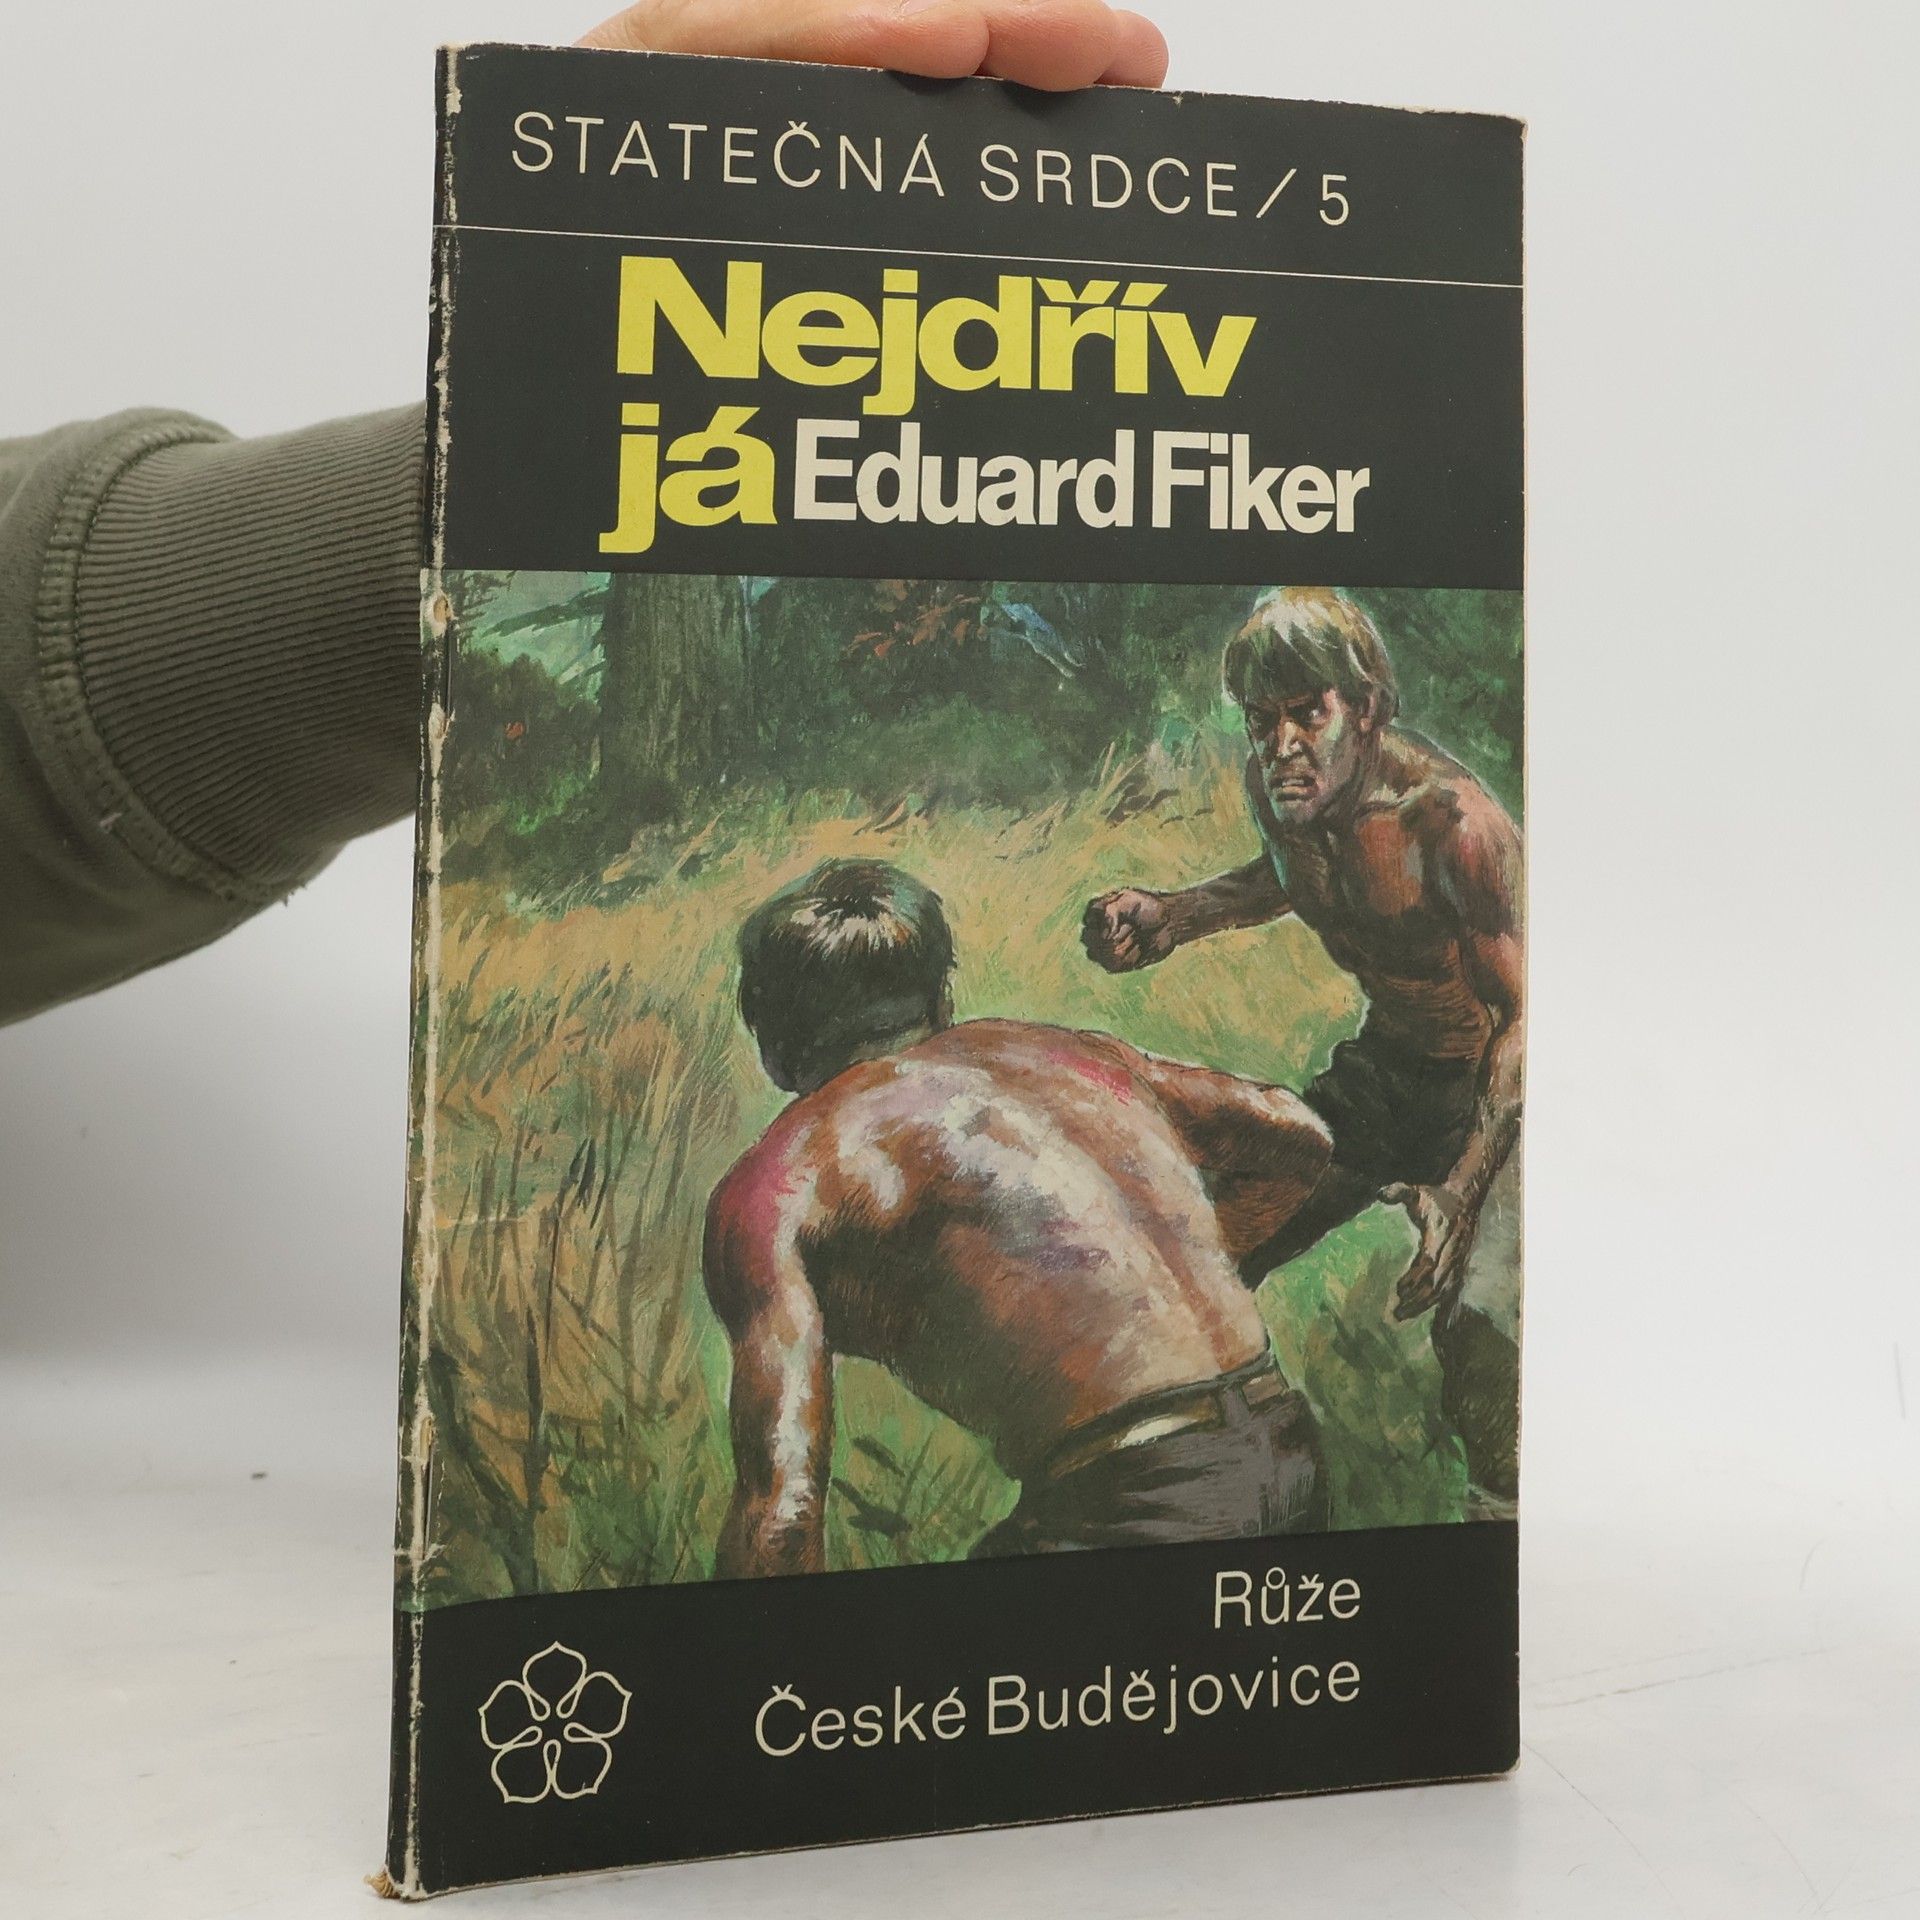 STATEČNÁ SRDCE / 5
Nejdřív
já Eduard Fiker
Růže
České Budějovice